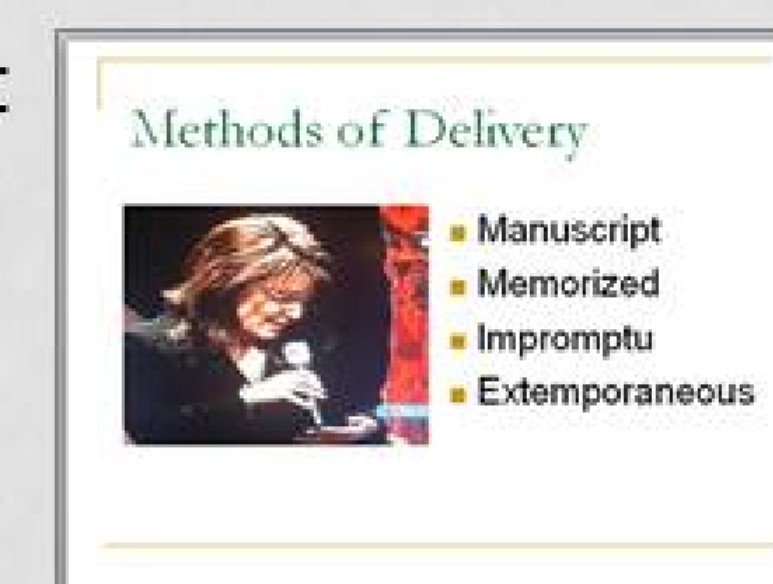 Methods of Delivery
Manuscript
Memorized
Impromptu
Extemporaneous